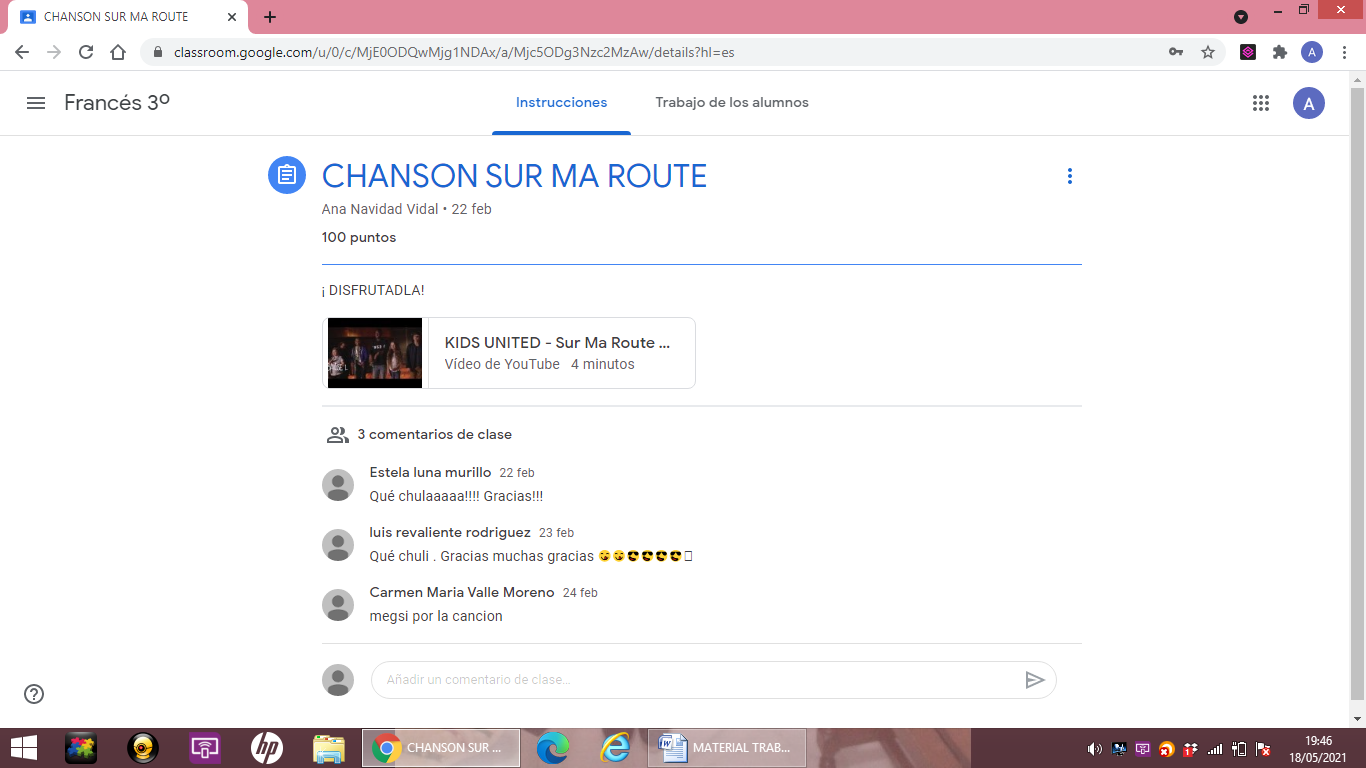 CHANSON SUR MA ROUTE
classroom.google.com/u/0/c/MjE0ODQwMjg1NDAx/a/Mjc5ODg3Nzc2MzAw/details?hl=es
A
Francés 3º
Instrucciones
Trabajo de los alumnos
A
CHANSON SUR MA ROUTE
Ana Navidad Vidal • 22 feb
100 puntos
¡ DISFRUTADLA!
KIDS UNITED - Sur Ma Route ...
Vídeo de YouTube 4 minutos
3 comentarios de clase
Estela luna murillo 22 feb
Qué chulaaaaa!!!! Gracias!!!
luis revaliente rodriguez 23 feb
Qué chuli . Gracias muchas gracias
Carmen Maria Valle Moreno 24 feb
megsi por la cancion
Añadir un comentario de clase...
hp
CHANSON SUR ...
MATERIAL TRAB...
19:46
18/05/2021